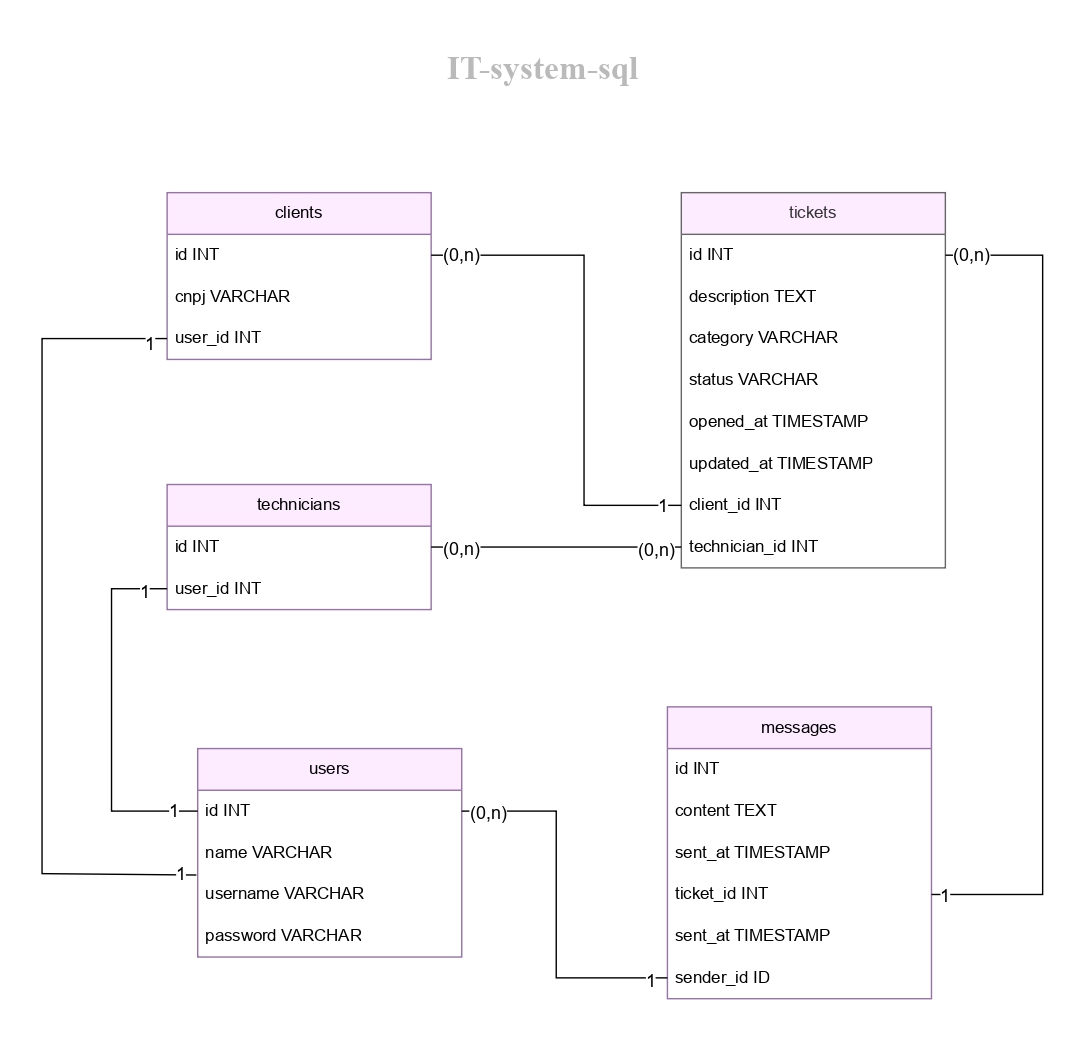 IT-system-sql
clients
id INT
cnpj VARCHAR
user_id INT
(0,n)
1
tickets
id INT
description TEXT
category VARCHAR
status VARCHAR
opened_at TIMESTAMP
updated_at TIMESTAMP
client_id INT
technician_id INT
(0,n)
1
(0,n)
technicians
id INT
user_id INT
(0,n)
1
users
id INT
name VARCHAR
username VARCHAR
password VARCHAR
1
1
(0,n)
messages
id INT
content TEXT
sent_at TIMESTAMP
ticket_id INT
sent_at TIMESTAMP
sender_id ID
1
1